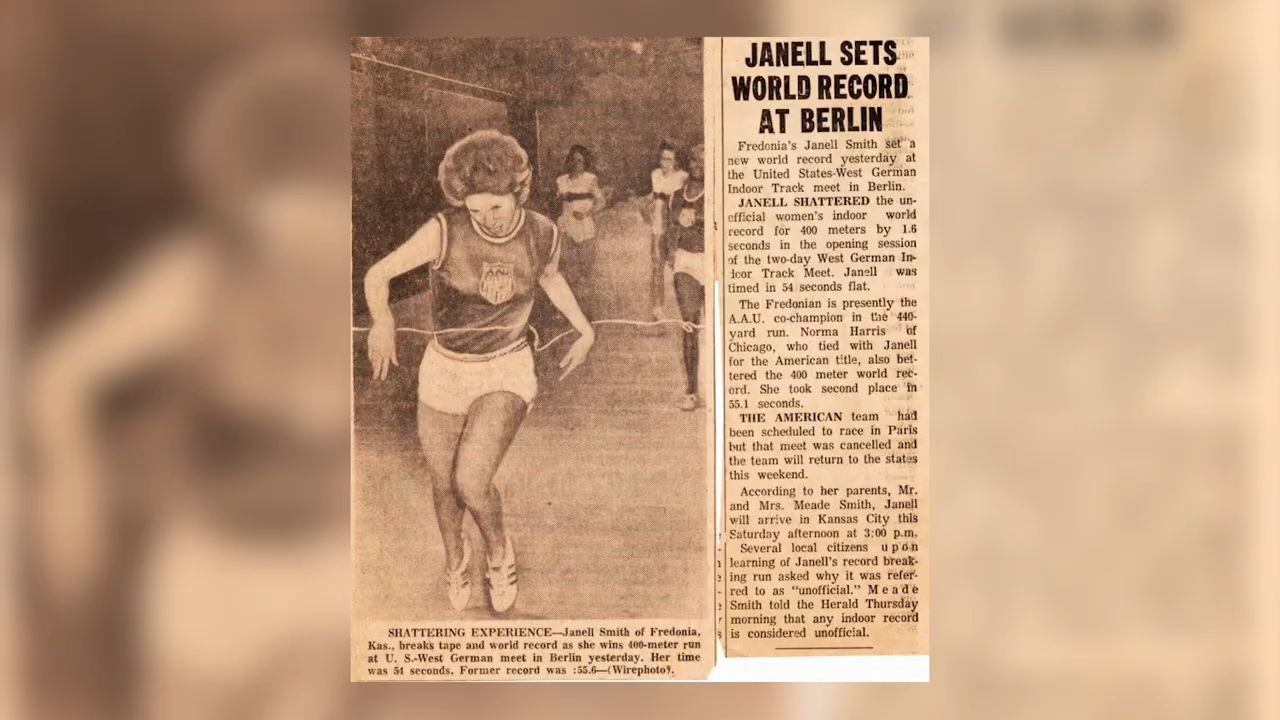 JANELL SETS
WORLD RECORD
AT BERLIN
Fredonia's Janell Smith set a
new world record yesterday at
the United States-West German
Indoor Track meet in Berlin.
JANELL SHATTERED the un-
official women's indoor world
record for 400 meters by 1.6
seconds in the opening session
of the two-day West German In-
door Track Meet. Janell was
timed in 54 seconds flat.
The Fredonian is presently the
A.A.U. co-champion in the 440-
yard run. Norma Harris of
Chicago, who tied with Janell
for the American title, also bet-
tered the 400 meter world rec-
ord. She took second place in
55.1 seconds.
THE AMERICAN team had
been scheduled to race in Paris
but that meet was cancelled and
the team will return to the states
this weekend.
According to her parents, Mr.
and Mrs. Meade Smith, Janell
will arrive in Kansas City this
Saturday afternoon at 3:00 p.m.
Several local citizens upon
learning of Janell's record break-
ing run asked why it was refer-
red to as "unofficial." Meade
Smith told the Herald Thursday
morning that any indoor record
is considered unofficial.
SHATTERING EXPERIENCE—Janell Smith of Fredonia,
Kas., breaks tape and world record as she wins 400-meter run
at U. S.-West German meet in Berlin yesterday. Her time
was 54 seconds. Former record was :55.6—(Wirephoto).